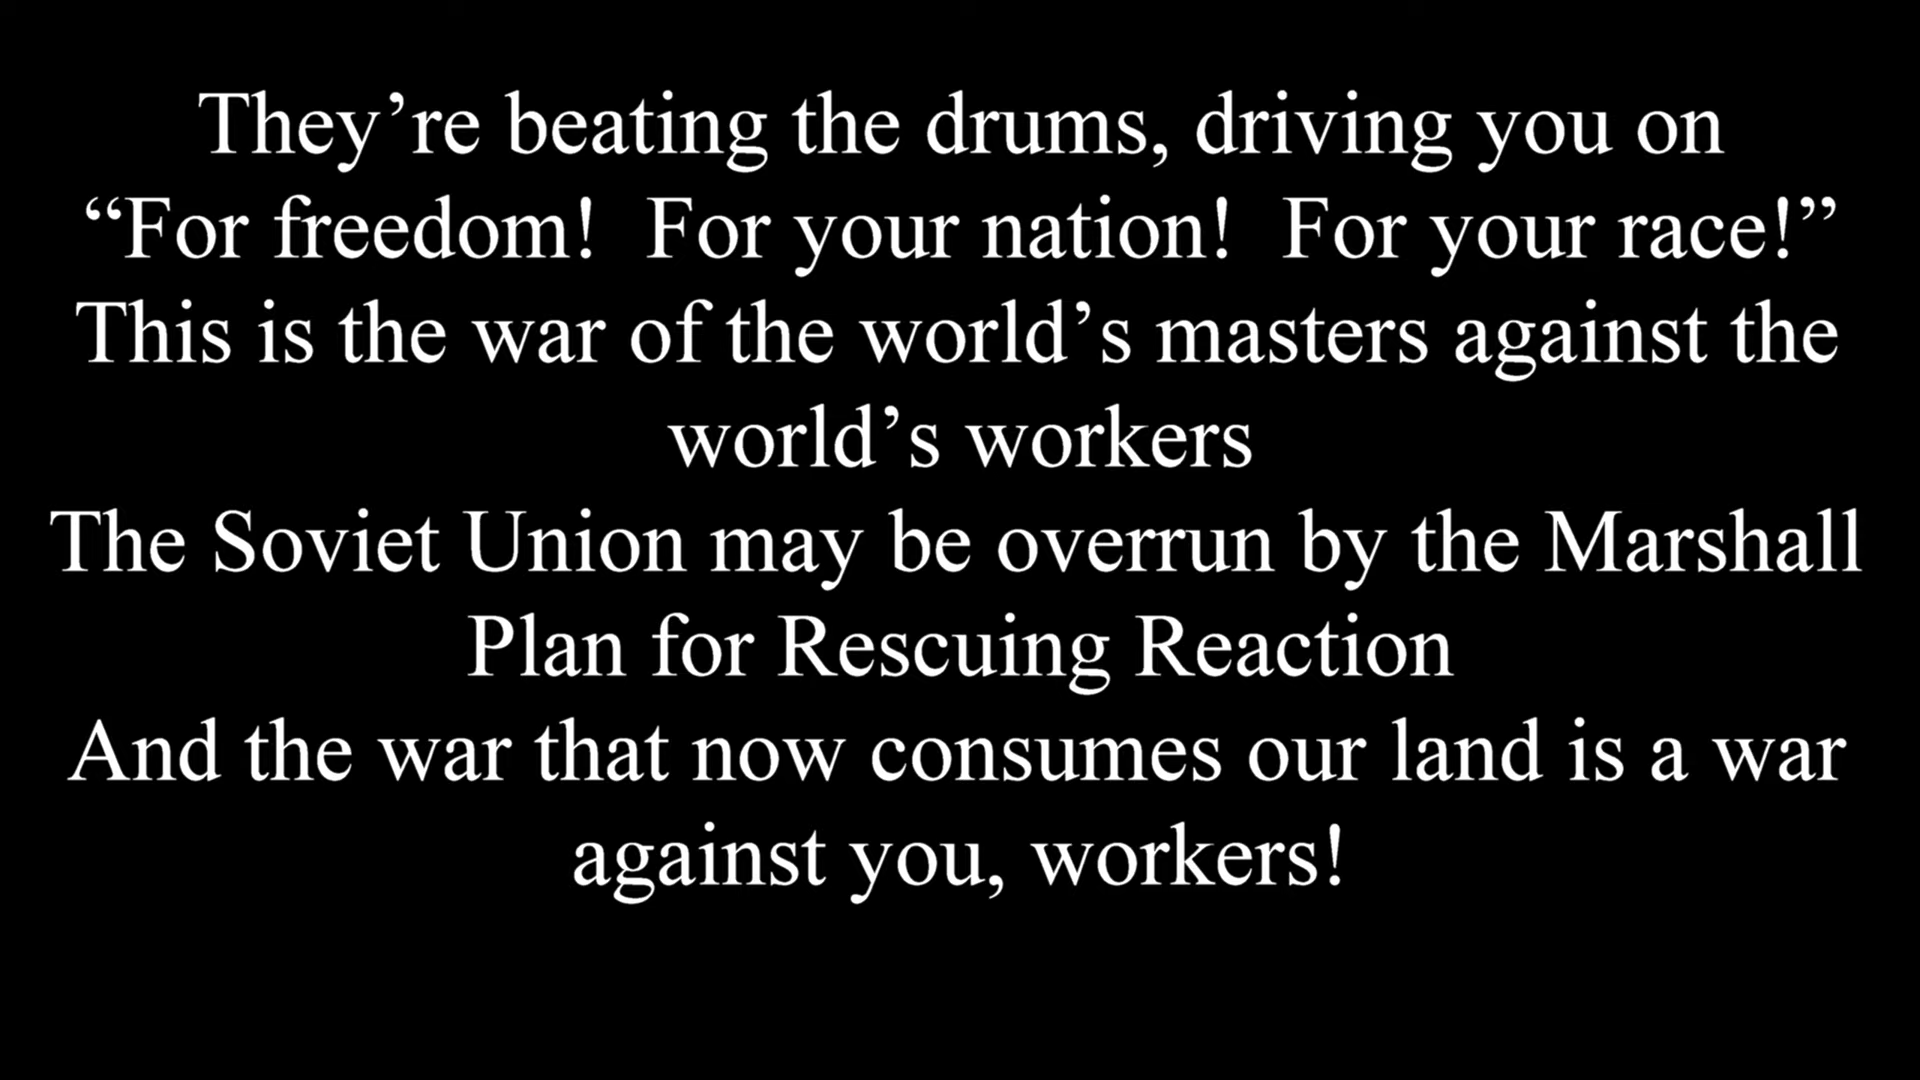 They’re beating the drums, driving you on
“For freedom!  For your nation!  For your race!”
This is the war of the world’s masters against the
world’s workers
The Soviet Union may be overrun by the Marshall
Plan for Rescuing Reaction
And the war that now consumes our land is a war
against you, workers!